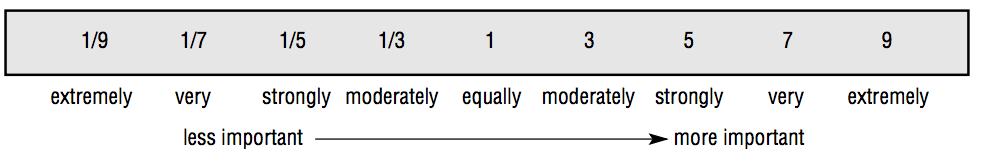 1/9 1/7 1/5 1/3 1 3 5 7 9
extremely very strongly moderately equally moderately strongly very extremely
less important more important